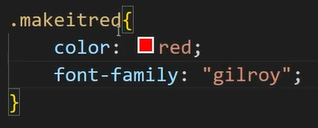 .makeitred{
color: red;
font-family: "gilroy";
}